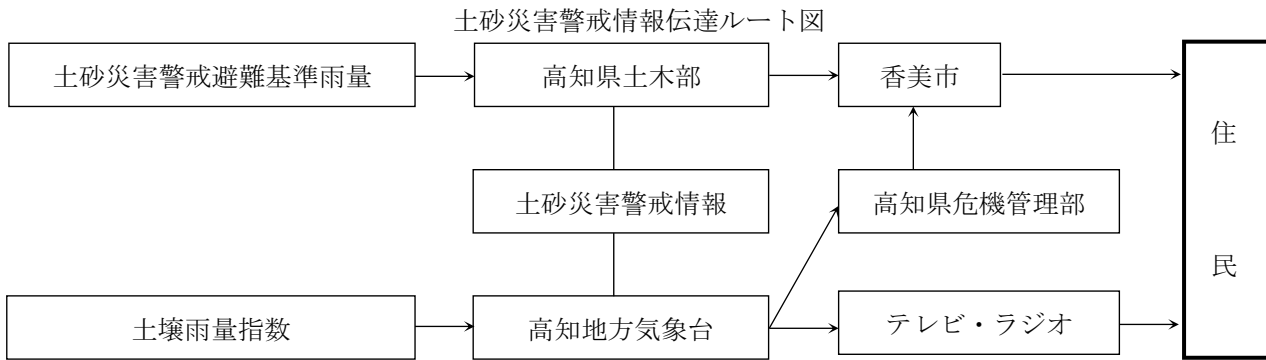 土砂災害警戒情報伝達ルート図
土砂災害警戒避難基準雨量
高知県土木部
香美市
住民
土砂災害警戒情報
高知県危機管理部
土壌雨量指数
高知地方気象台
テレビ・ラジオ